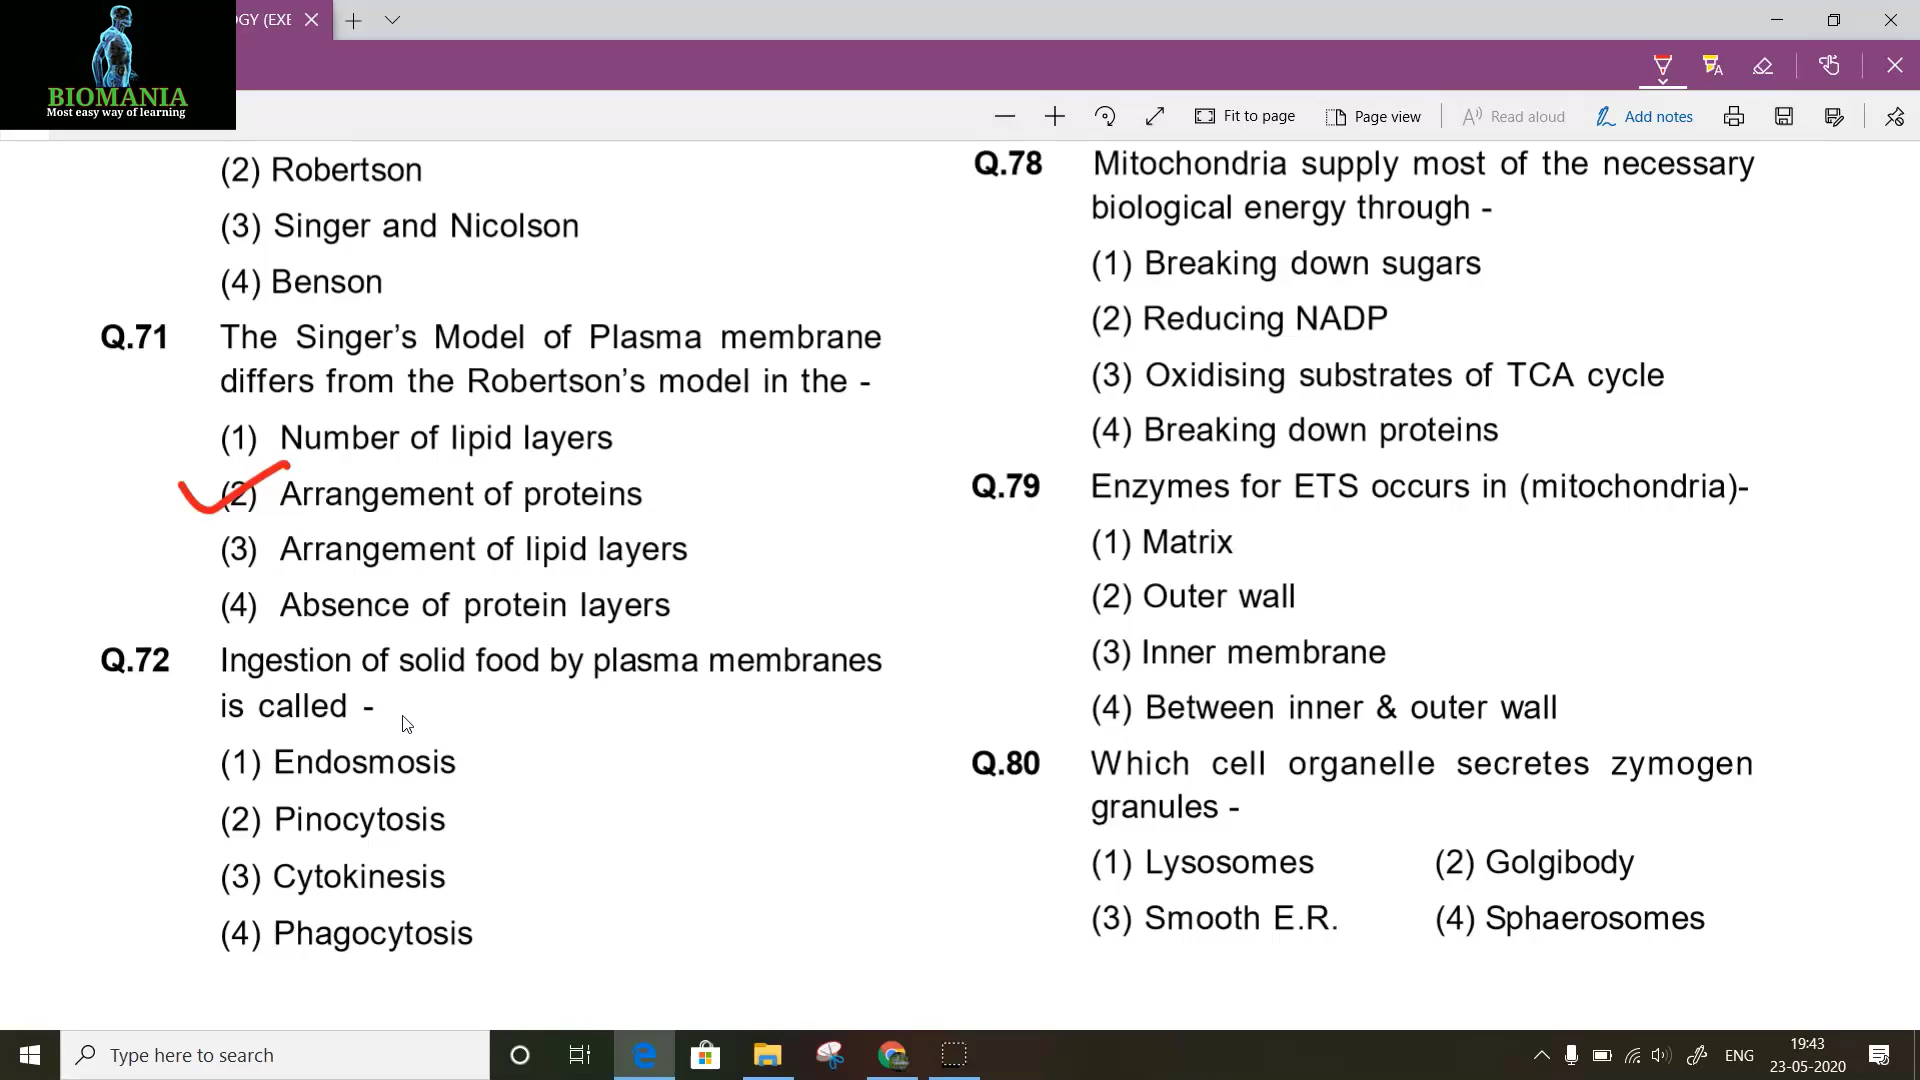 OGY (EXE
BIOMANIA
Most easy way of learning
Fit to page
Page view
Read aloud
Add notes
(2) Robertson
(3) Singer and Nicolson
(4) Benson
Q.71 The Singer's Model of Plasma membrane
differs from the Robertson's model in the -
(1) Number of lipid layers
(2) Arrangement of proteins
(3) Arrangement of lipid layers
(4) Absence of protein layers
Q.72 Ingestion of solid food by plasma membranes
is called -
(1) Endosmosis
(2) Pinocytosis
(3) Cytokinesis
(4) Phagocytosis
Q.78 Mitochondria supply most of the necessary
biological energy through -
(1) Breaking down sugars
(2) Reducing NADP
(3) Oxidising substrates of TCA cycle
(4) Breaking down proteins
Q.79 Enzymes for ETS occurs in (mitochondria)-
(1) Matrix
(2) Outer wall
(3) Inner membrane
(4) Between inner & outer wall
Q.80 Which cell organelle secretes zymogen
granules -
(1) Lysosomes (2) Golgibody
(3) Smooth E.R. (4) Sphaerosomes
Type here to search
ENG
19:43
23-05-2020